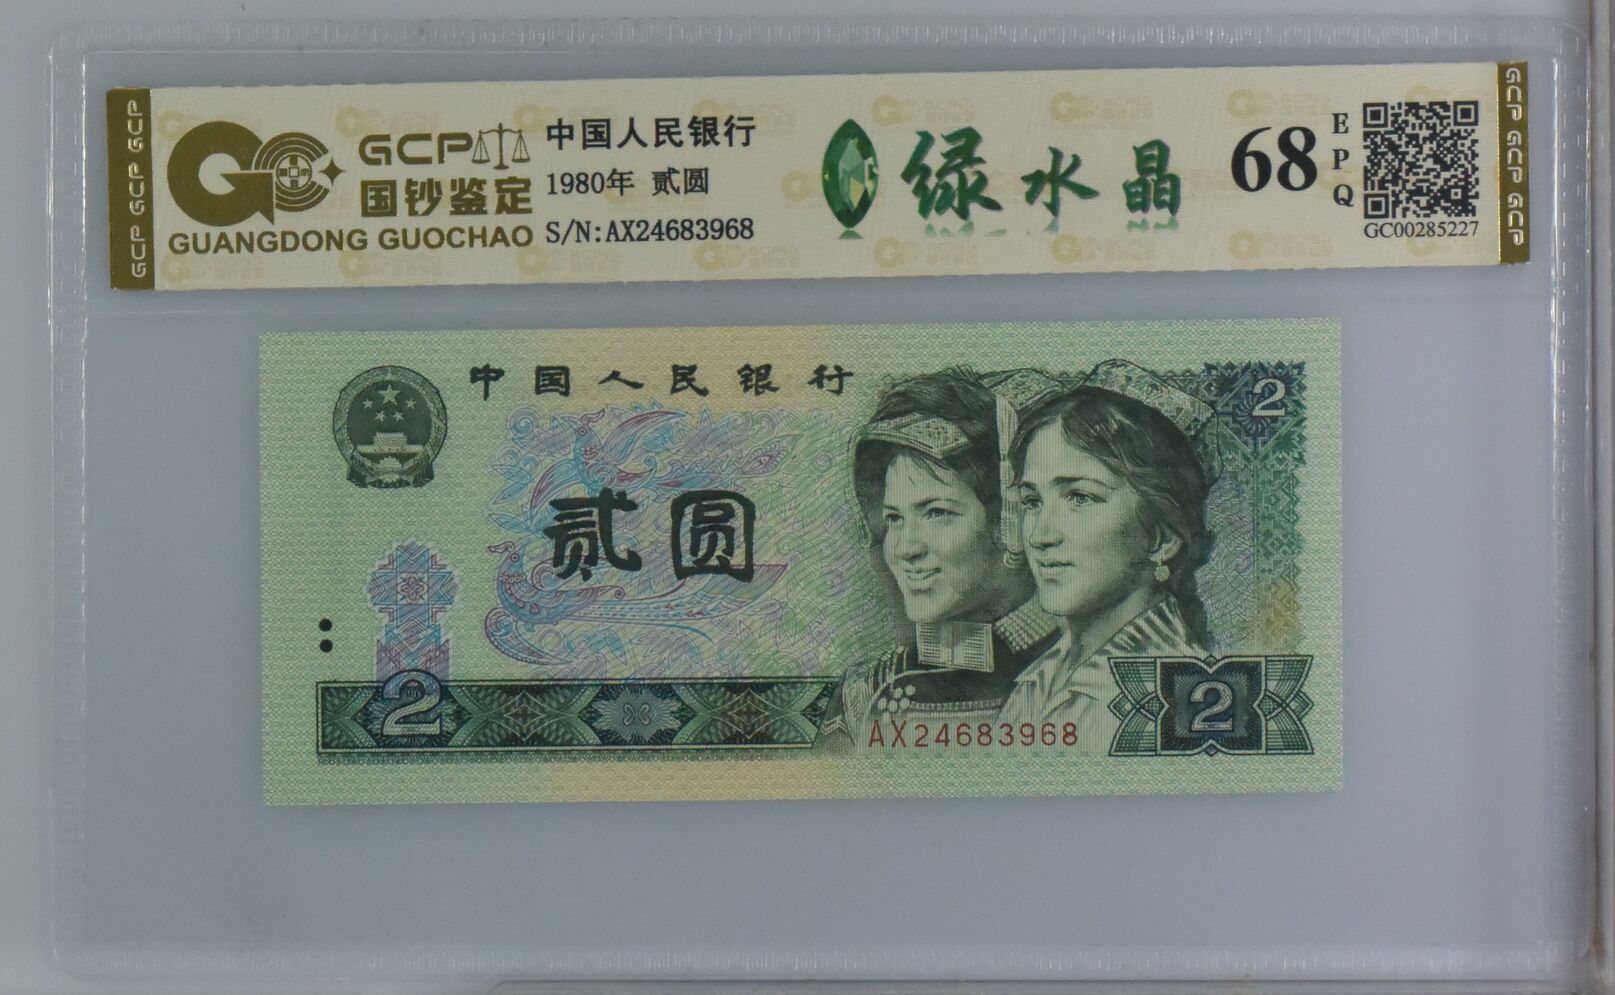 GCP GCP GCP
GCP
国钞鉴定
GUANGDONG GUOCHAO
中国人民银行
1980年 贰圆
S/N:AX24683968
绿水晶
68
EPQ
GC00285227
GCP GCP GCP
中国人民银行
2
贰圆
2
AX24683968
2